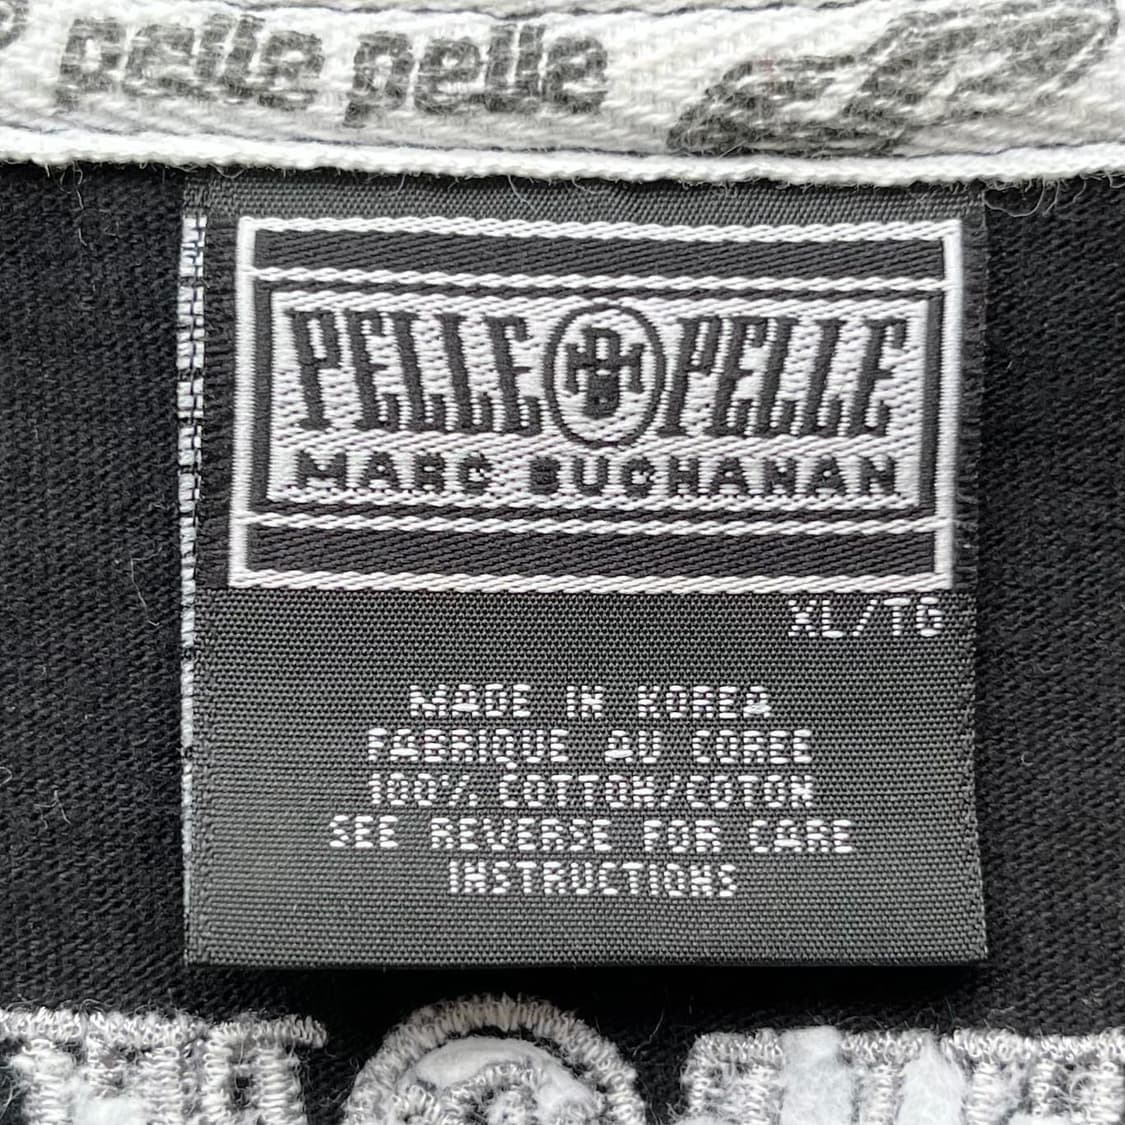 pelle pelle
PELLE PELLE
MARC BUCHANAN
XL/TG
MADE IN KOREA
FABRIQUE AU COREE
100% COTTON/COTON
SEE REVERSE FOR CARE
INSTRUCTIONS